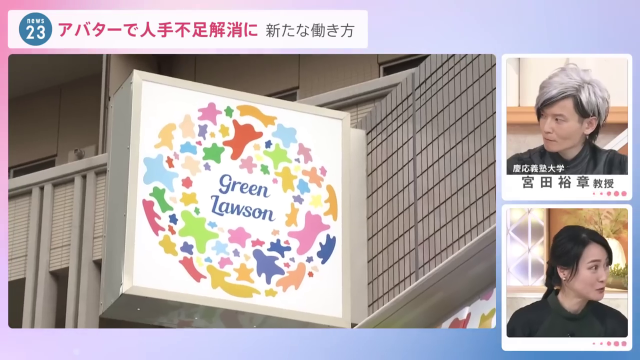 news
23
アバターで人手不足解消に 新たな働き方
Green
Lawson
慶応義塾大学
宮田裕章教授